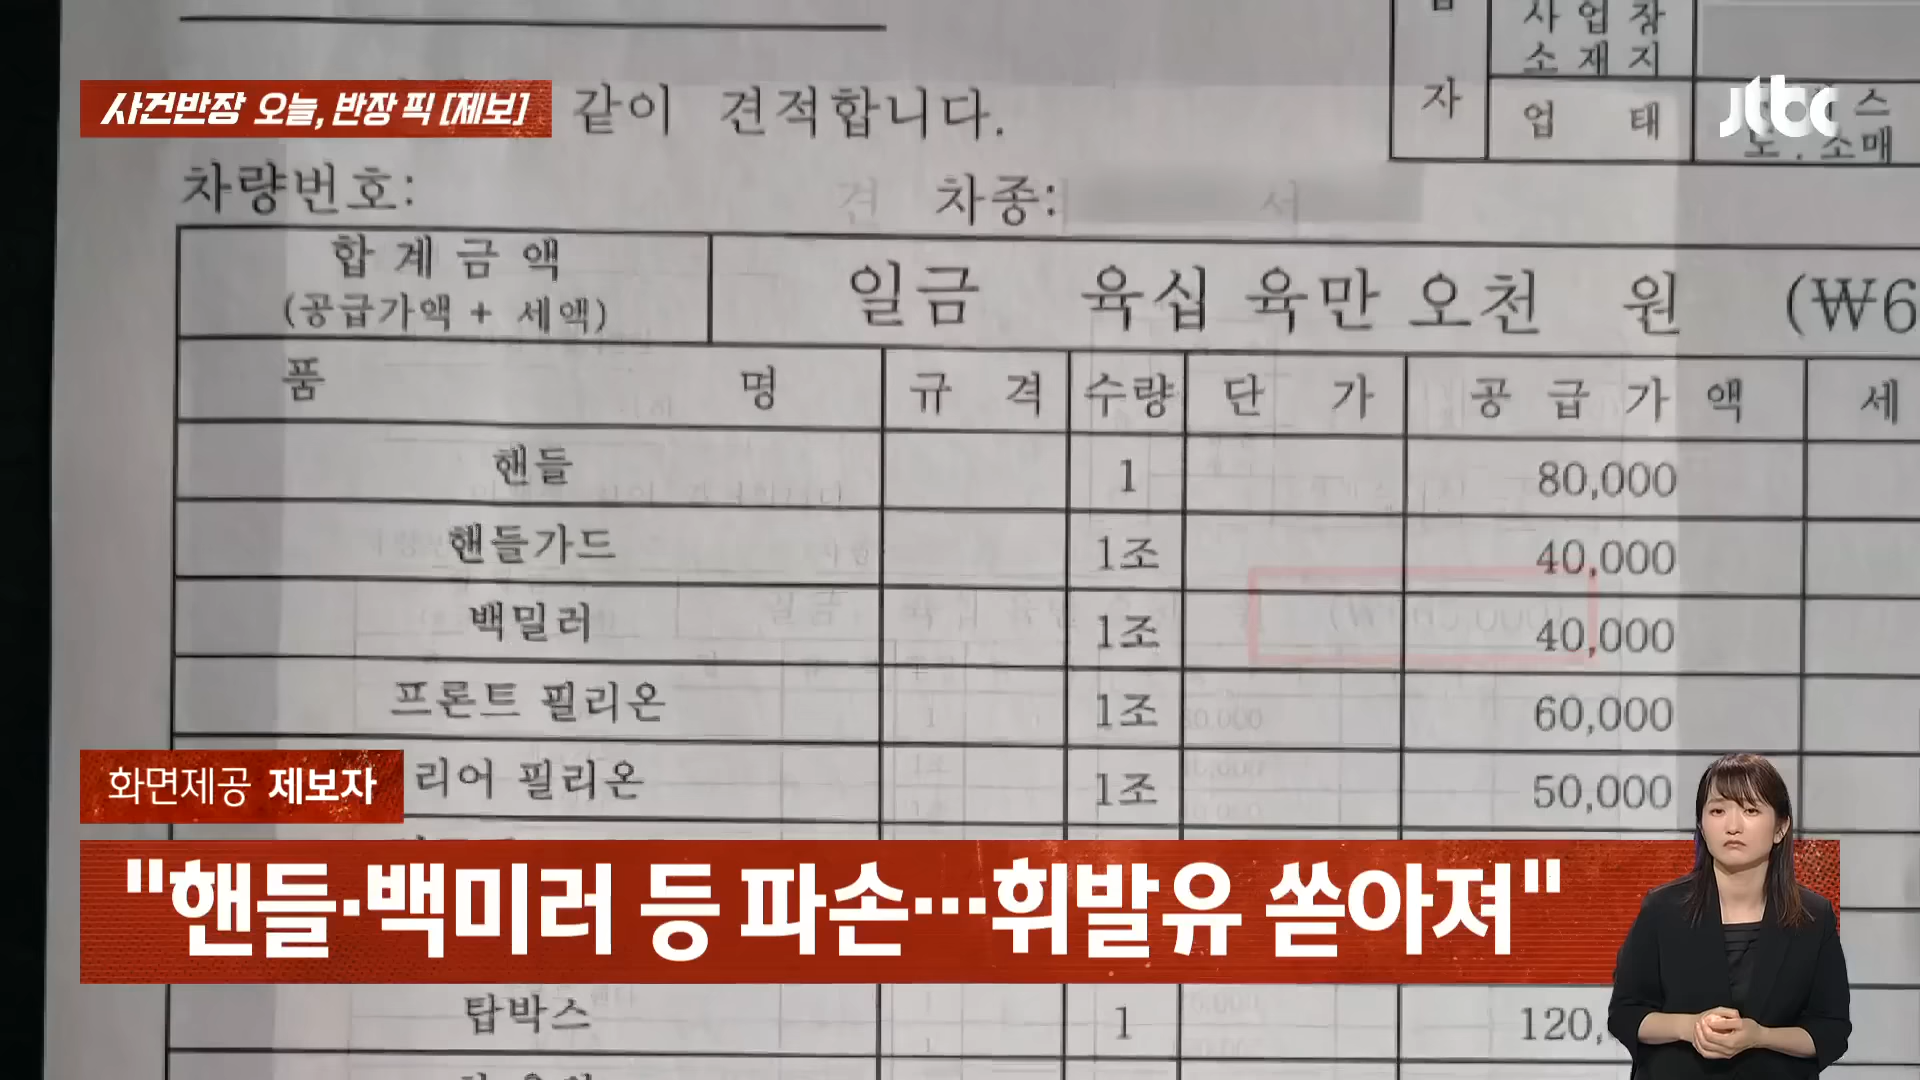 사업장
소재지
사건반장 오늘, 반장 픽 [제보]
같이 견적합니다.
자
업 태
jtbc
스
도.소매
차량번호:
차종:
합 계 금 액
(공급가액 + 세액)
일금 육십 육만 오천 원 (₩6
품 명 규 격 수량 단 가 공 급 가 액 세
핸들 1 80,000
핸들가드 1조 40,000
백밀러 1조 40,000
프론트 필리온 1조 60,000
리어 필리온 1조 50,000
화면제공 제보자
"핸들·백미러 등 파손…휘발유 쏟아져"
탑박스 1 120,